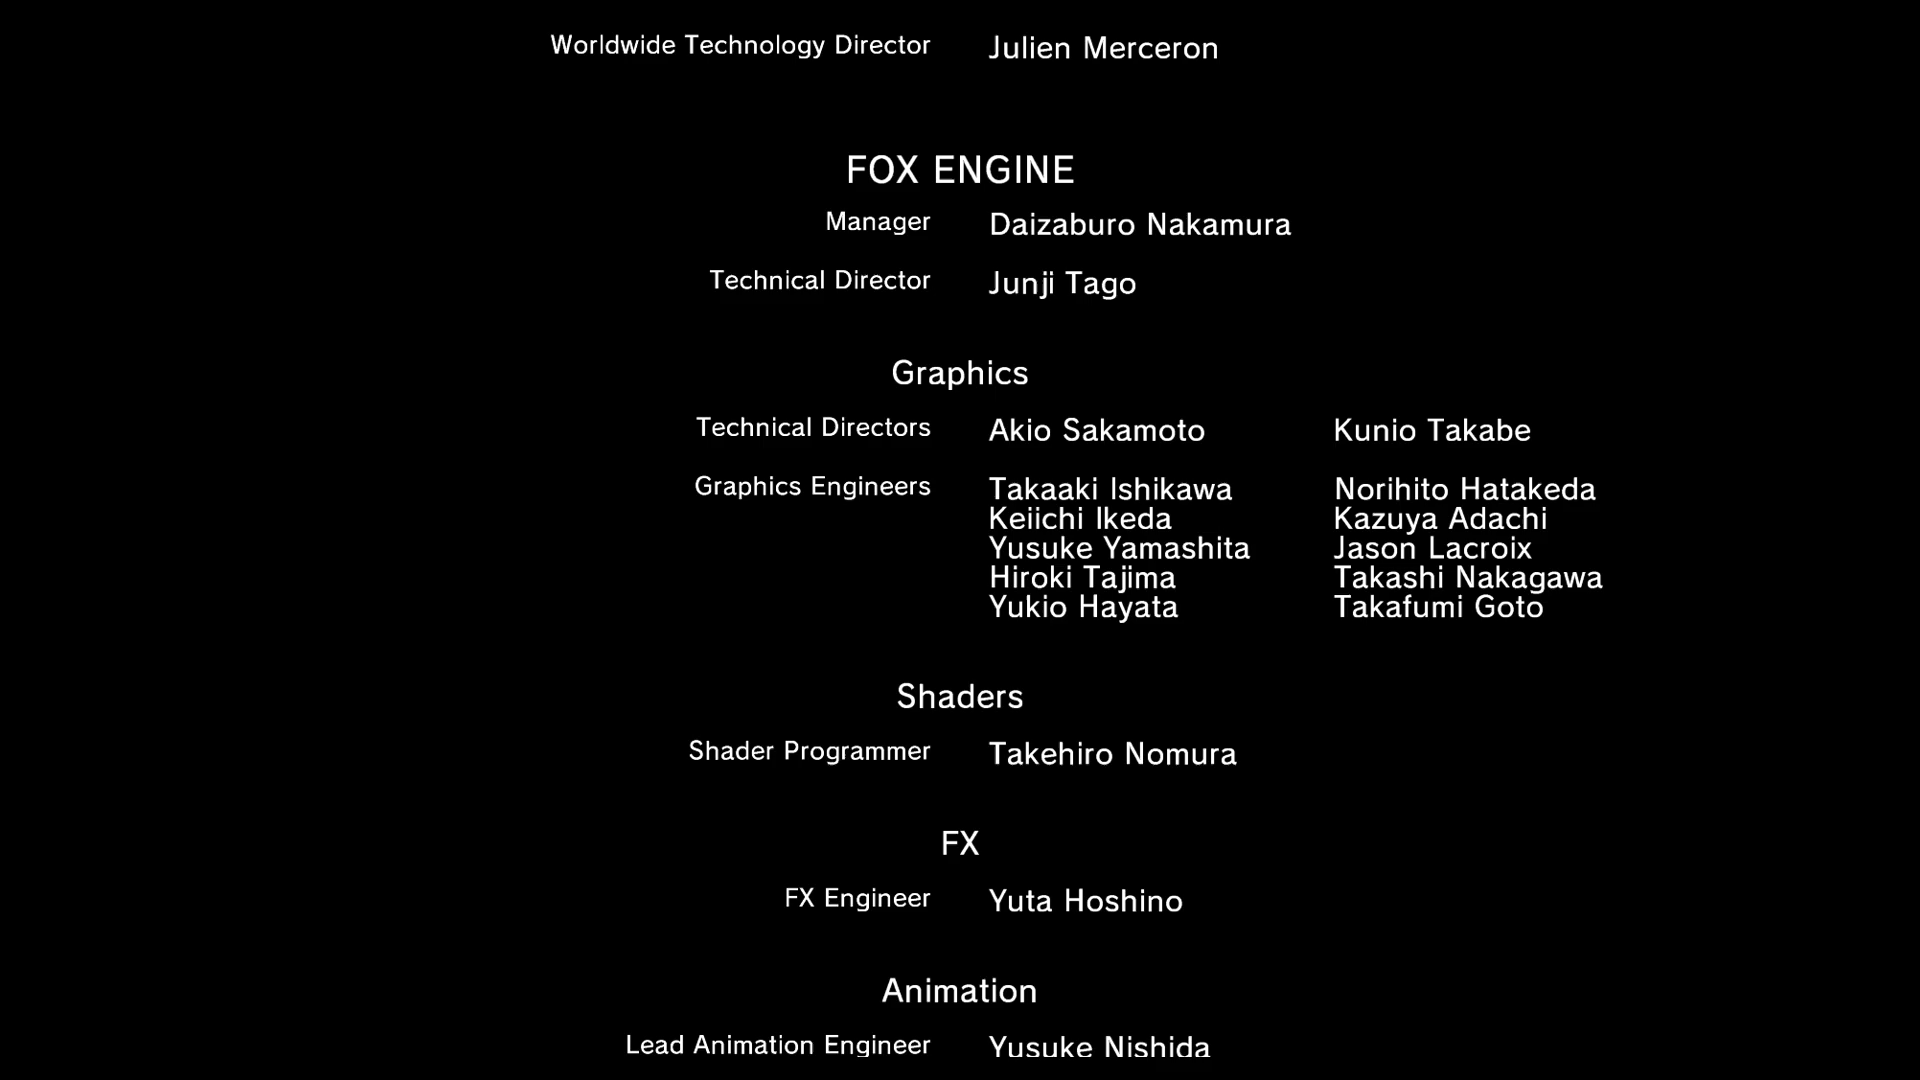 Worldwide Technology Director Julien Merceron
FOX ENGINE
Manager Daizaburo Nakamura
Technical Director Junji Tago
Graphics
Technical Directors Akio Sakamoto Kunio Takabe
Graphics Engineers Takaaki Ishikawa Norihito Hatakeda
Keiichi Ikeda Kazuya Adachi
Yusuke Yamashita Jason Lacroix
Hiroki Tajima Takashi Nakagawa
Yukio Hayata Takafumi Goto
Shaders
Shader Programmer Takehiro Nomura
FX
FX Engineer Yuta Hoshino
Animation
Lead Animation Engineer Yusuke Nishida